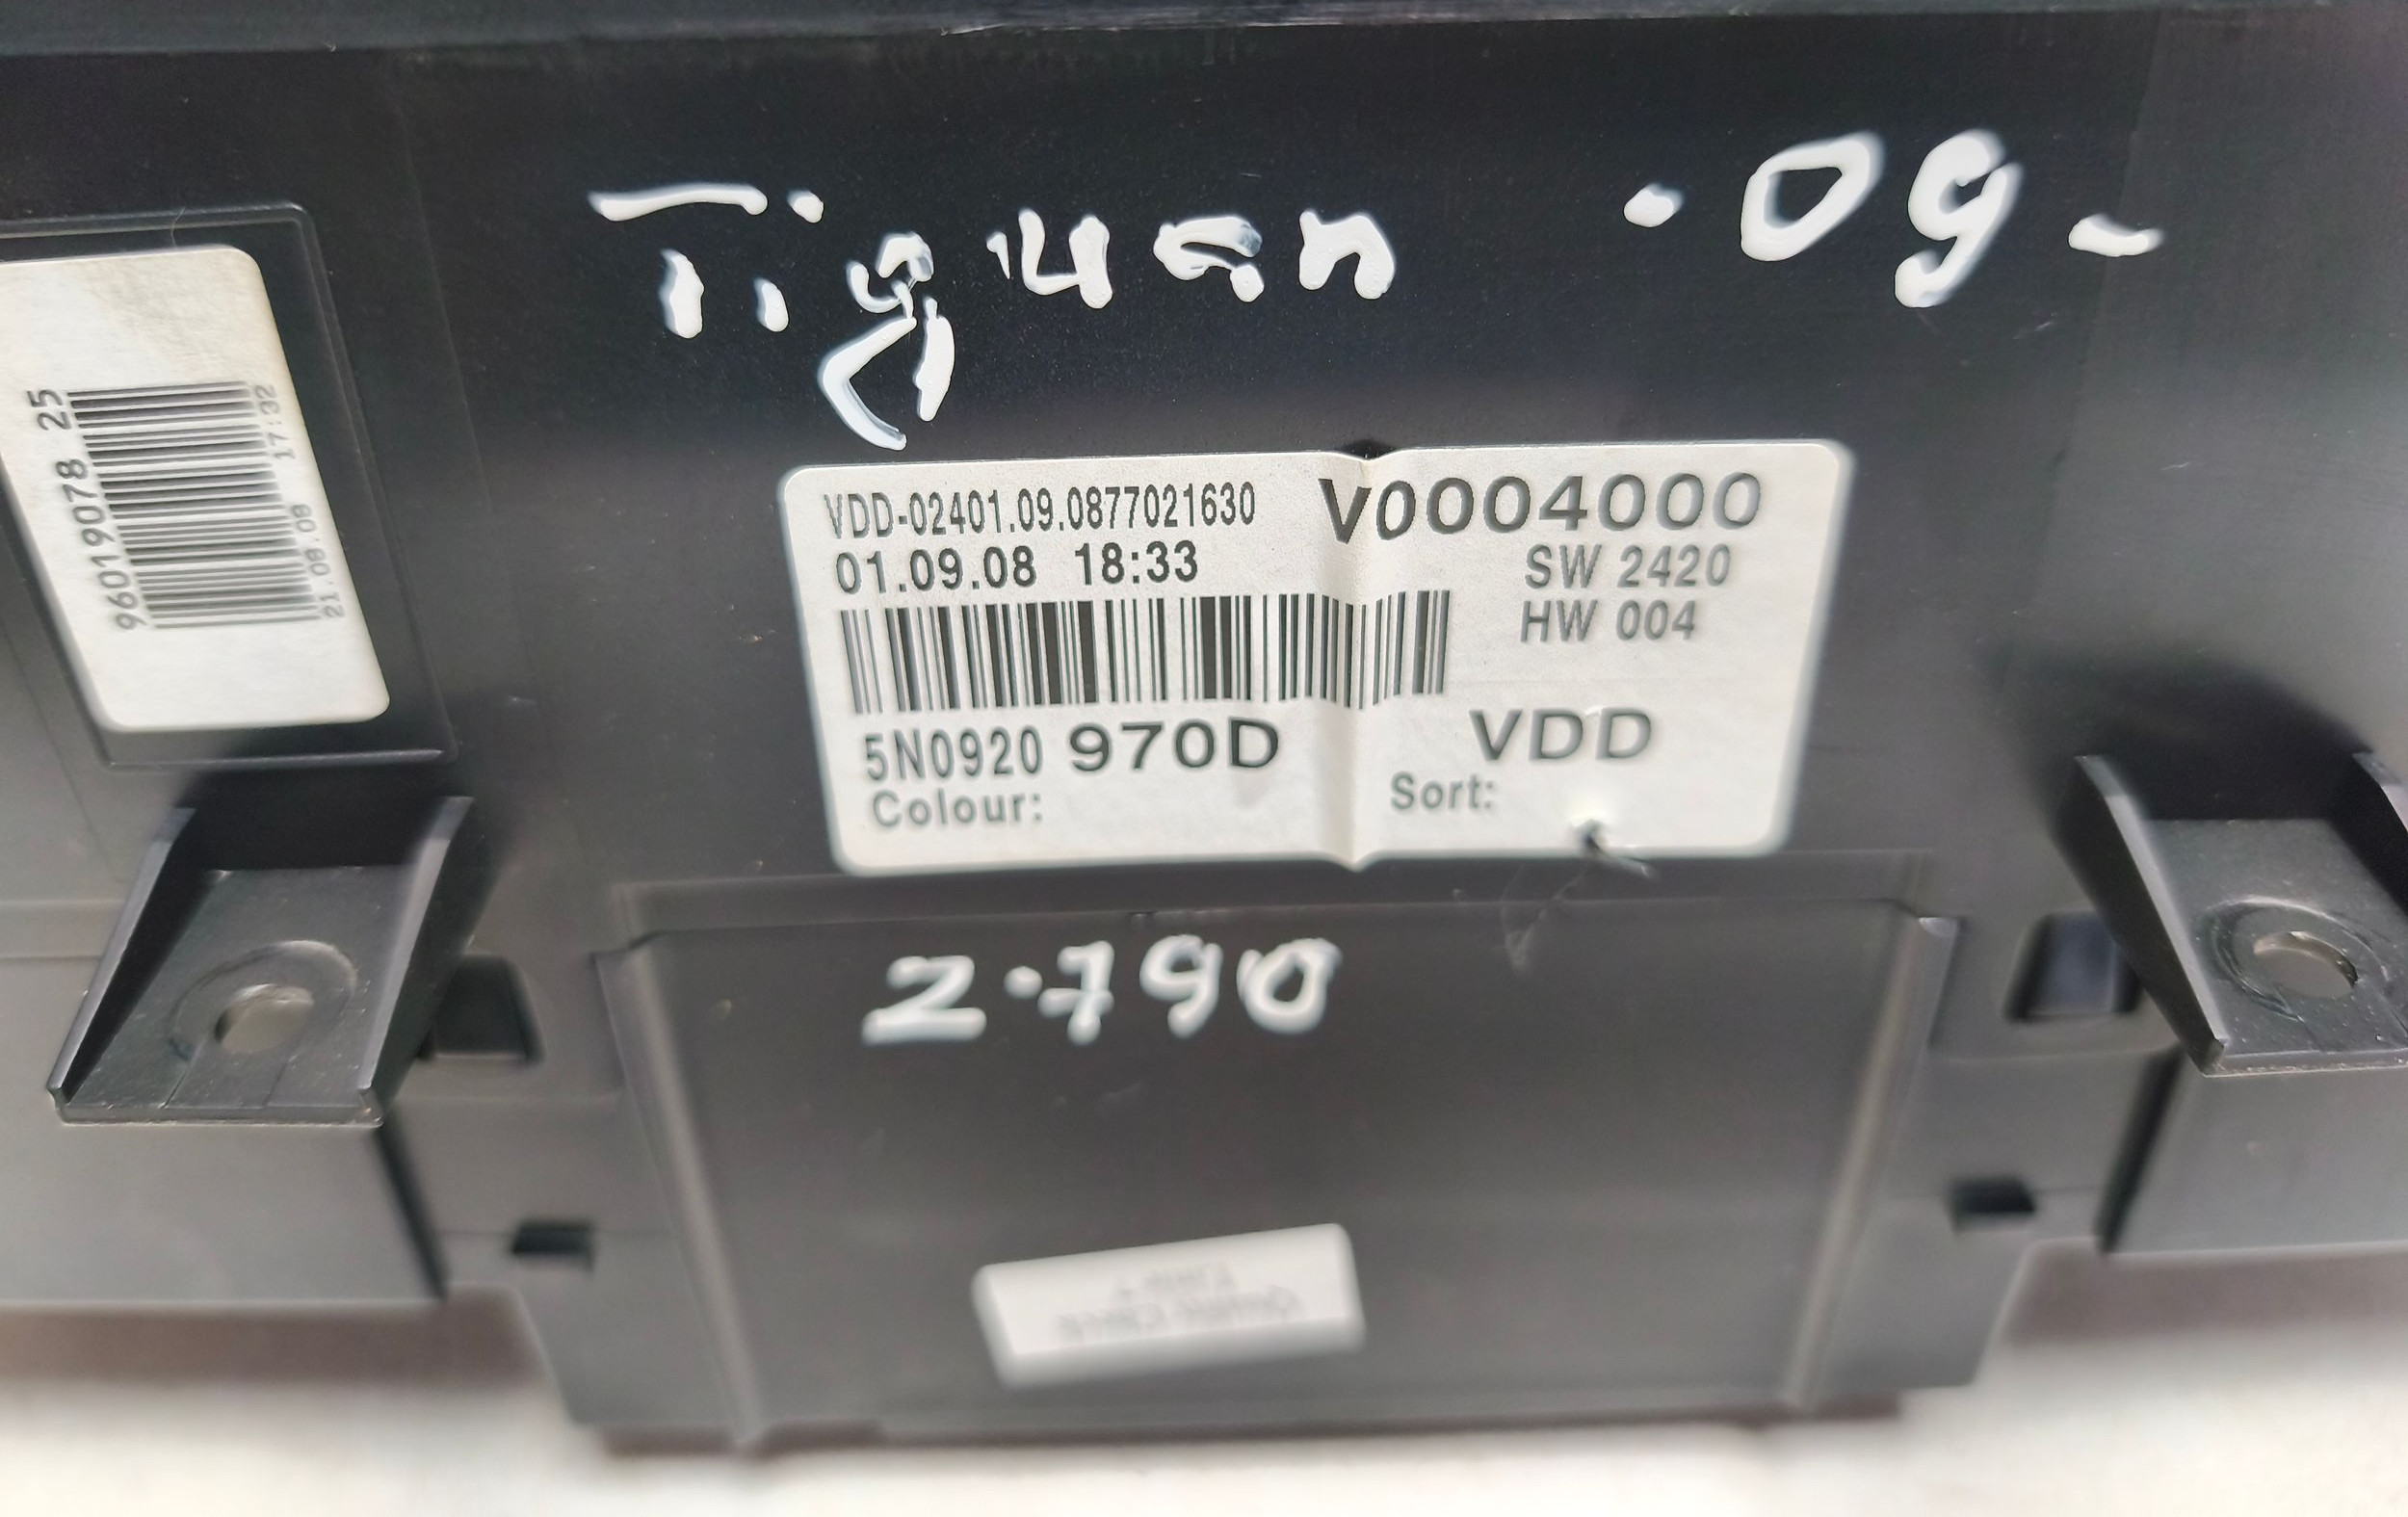 Tiguan -09-
9601190078 25
21.08.08 17:32
VDD-02401.09.0877021630 V0004000
01.09.08 18:33 SW 2420
HW 004
5N0920 970D VDD
Colour: Sort:
2.790